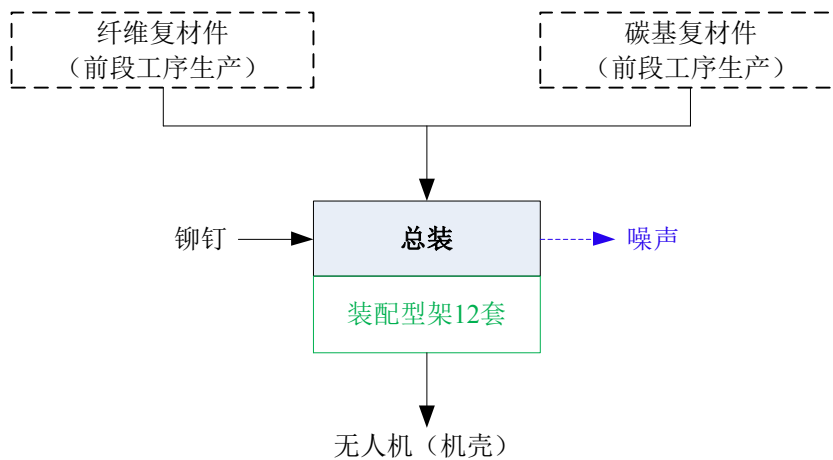 纤维复材件
（前段工序生产）
碳基复材件
（前段工序生产）
铆钉
总装
噪声
装配型架12套
无人机（机壳）